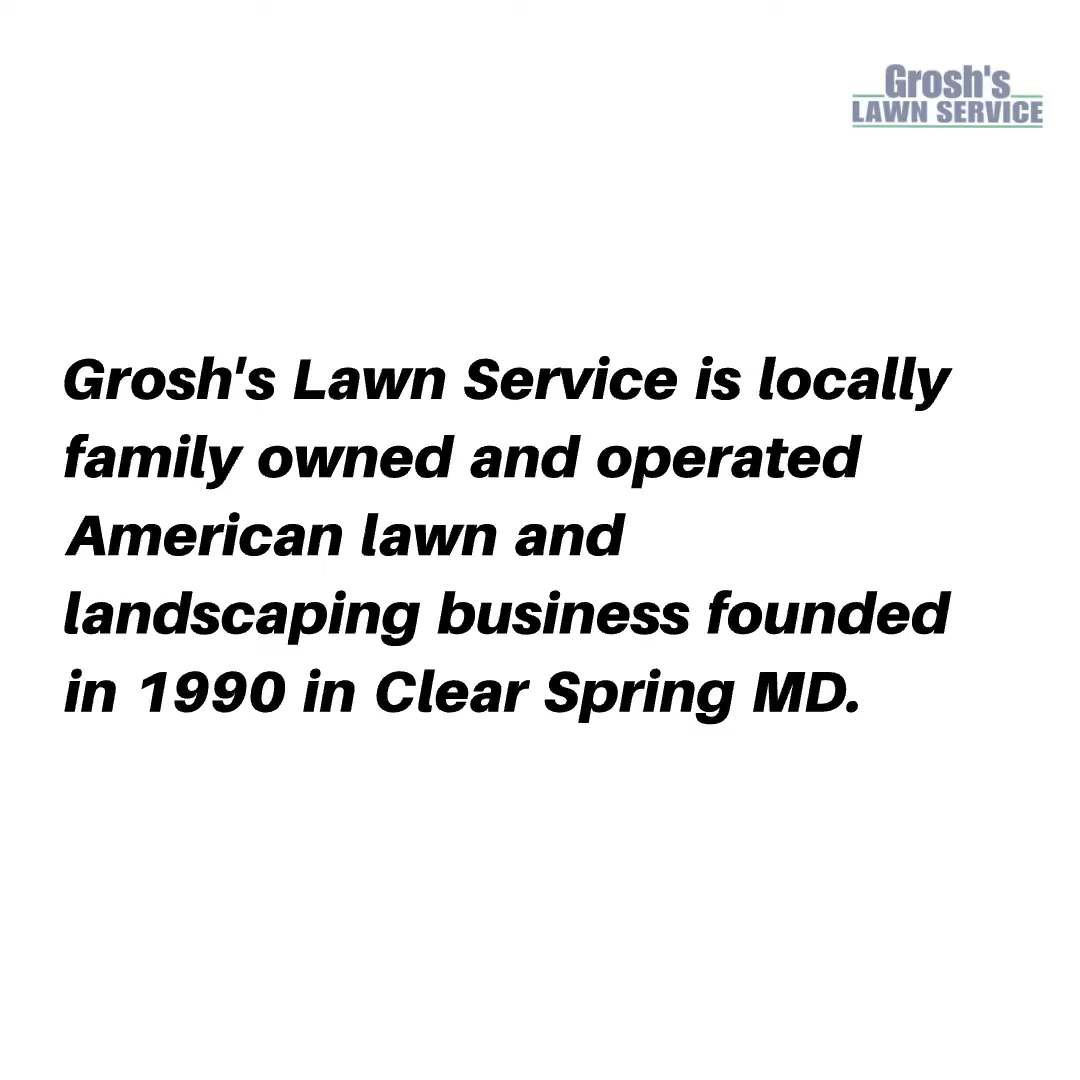 Grosh's
LAWN SERVICE
Grosh's Lawn Service is locally
family owned and operated
American lawn and
landscaping business founded
in 1990 in Clear Spring MD.